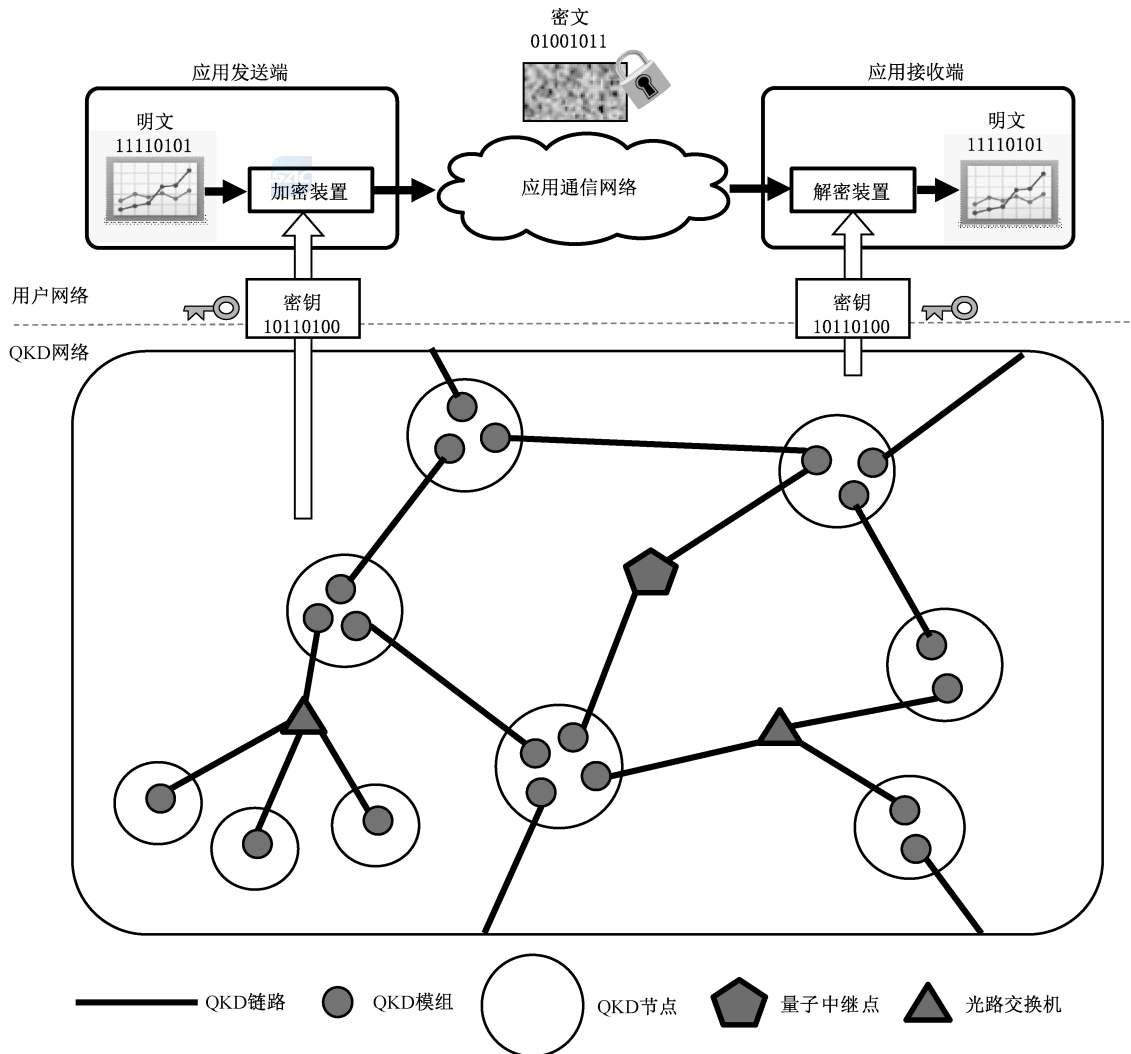 密文
01001011
应用发送端
应用接收端
明文
11110101
明文
11110101
加密装置
应用通信网络
解密装置
用户网络
密钥
10110100
密钥
10110100
QKD网络
QKD链路
QKD模组
QKD节点
量子中继点
光路交换机